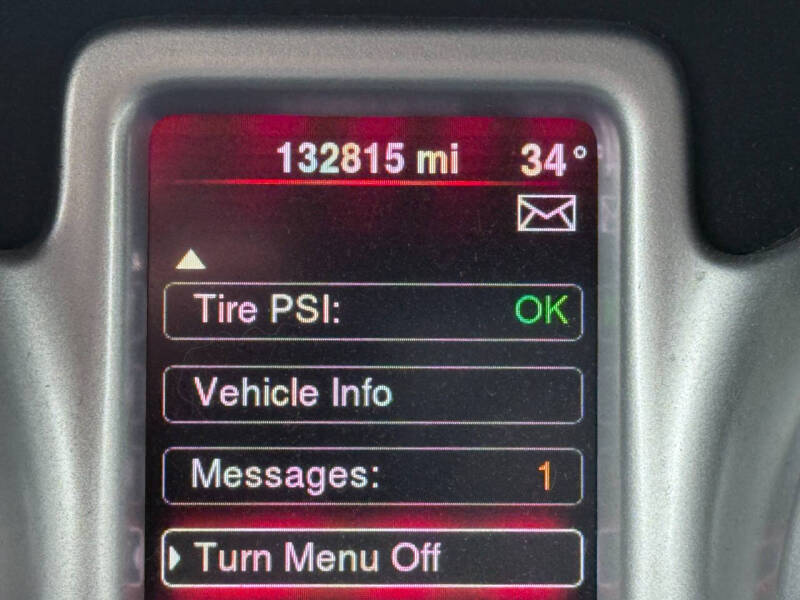 132815 mi 34°
Tire PSI: OK
Vehicle Info
Messages: 1
Turn Menu Off